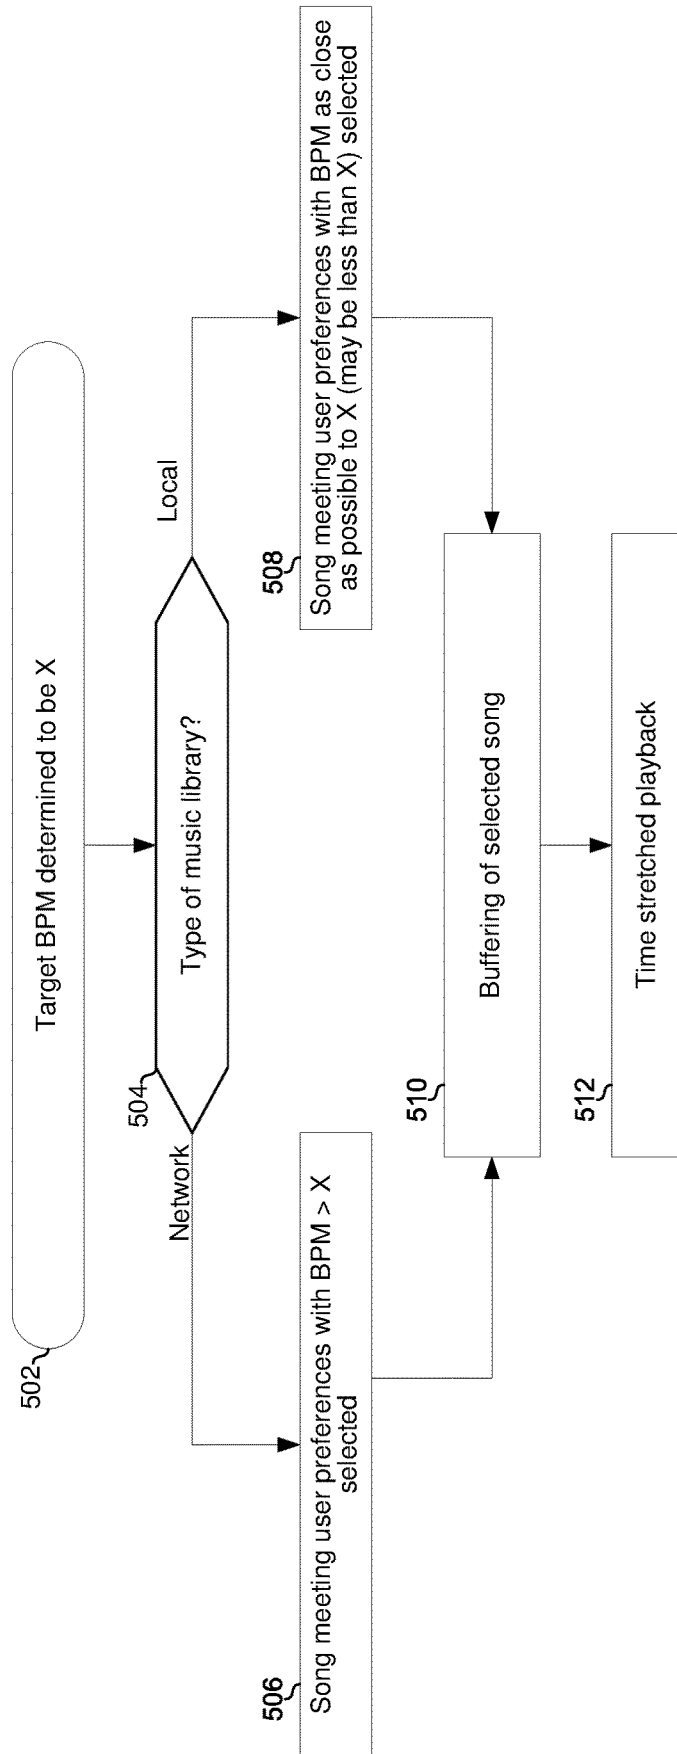 502
Target BPM determined to be X
504
Type of music library?
Network
Local
506
Song meeting user preferences with BPM > X
selected
508
Song meeting user preferences with BPM as close
as possible to X (may be less than X) selected
510
Buffering of selected song
512
Time stretched playback